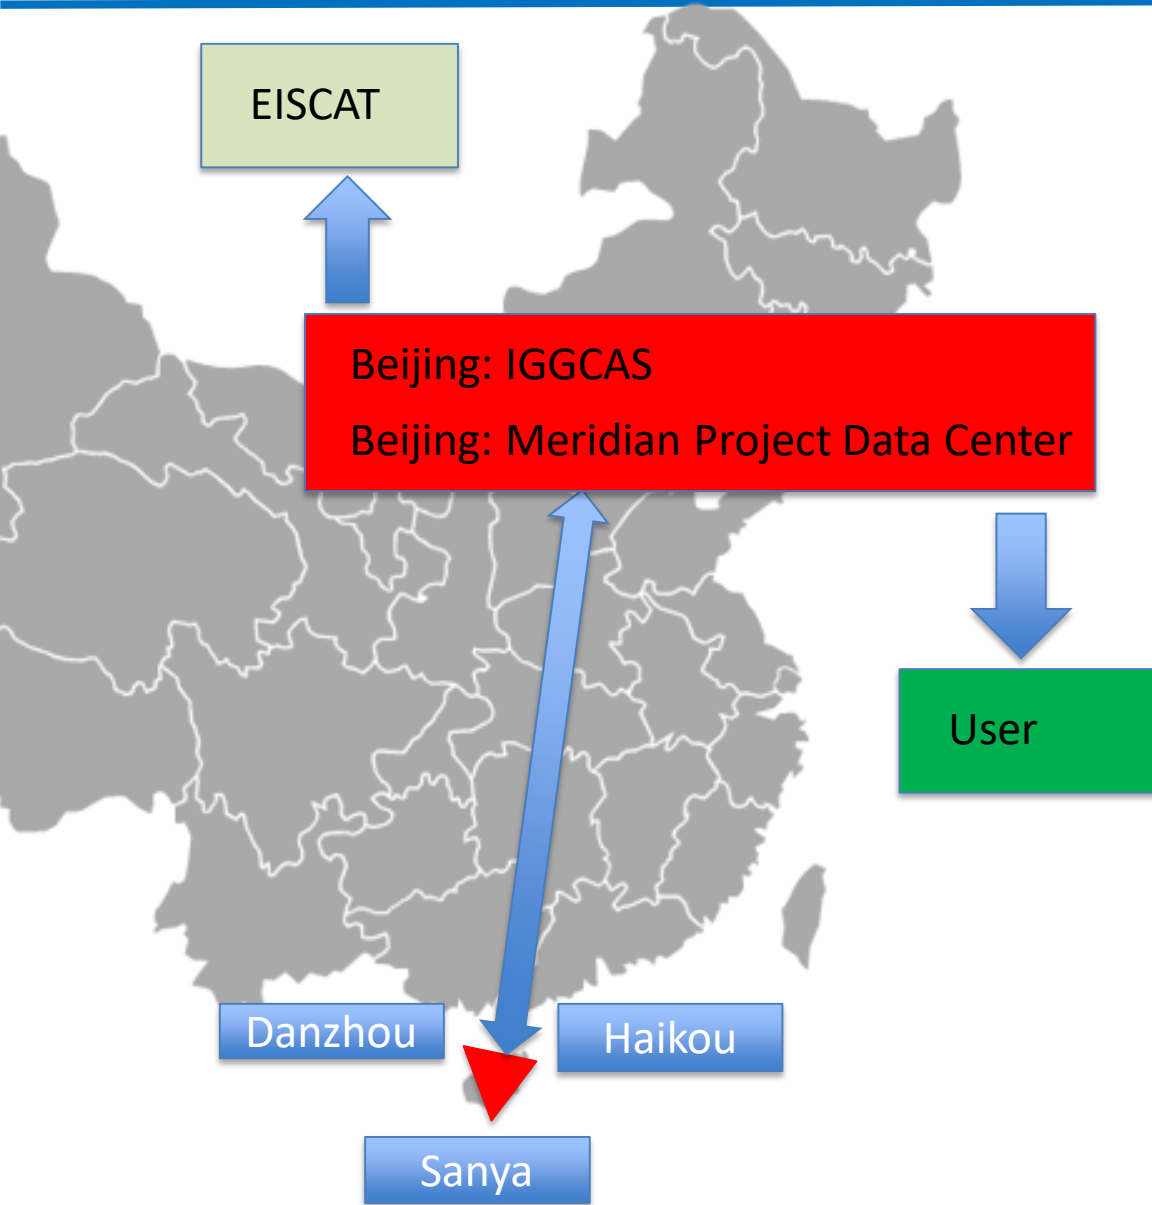 EISCAT
Beijing: IGGCAS
Beijing: Meridian Project Data Center
User
Danzhou
Haikou
Sanya